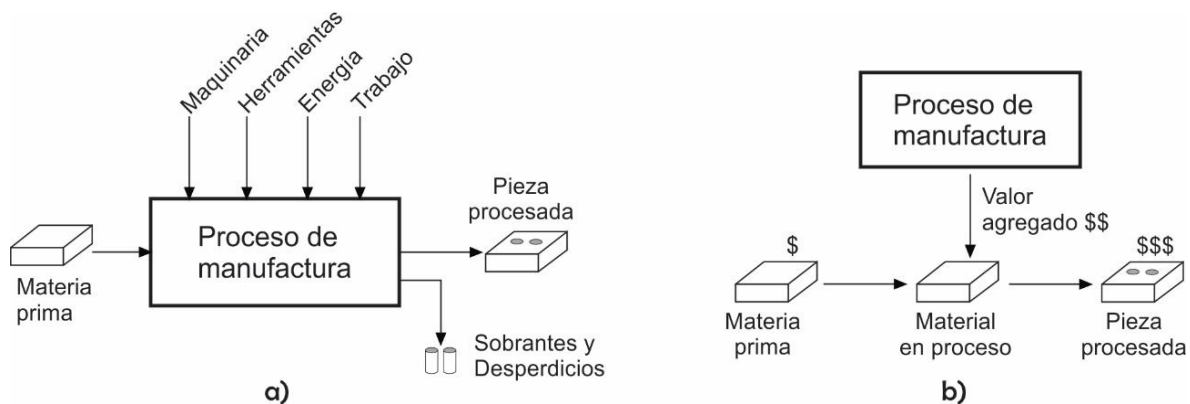 Maquinaria
Herramientas
Energía
Trabajo
Proceso de
manufactura
Materia
prima
Pieza
procesada
Sobrantes y
Desperdicios
a)
Proceso de
manufactura
Valor
agregado $$
$
$$$
Materia
prima
Material
en proceso
Pieza
procesada
b)